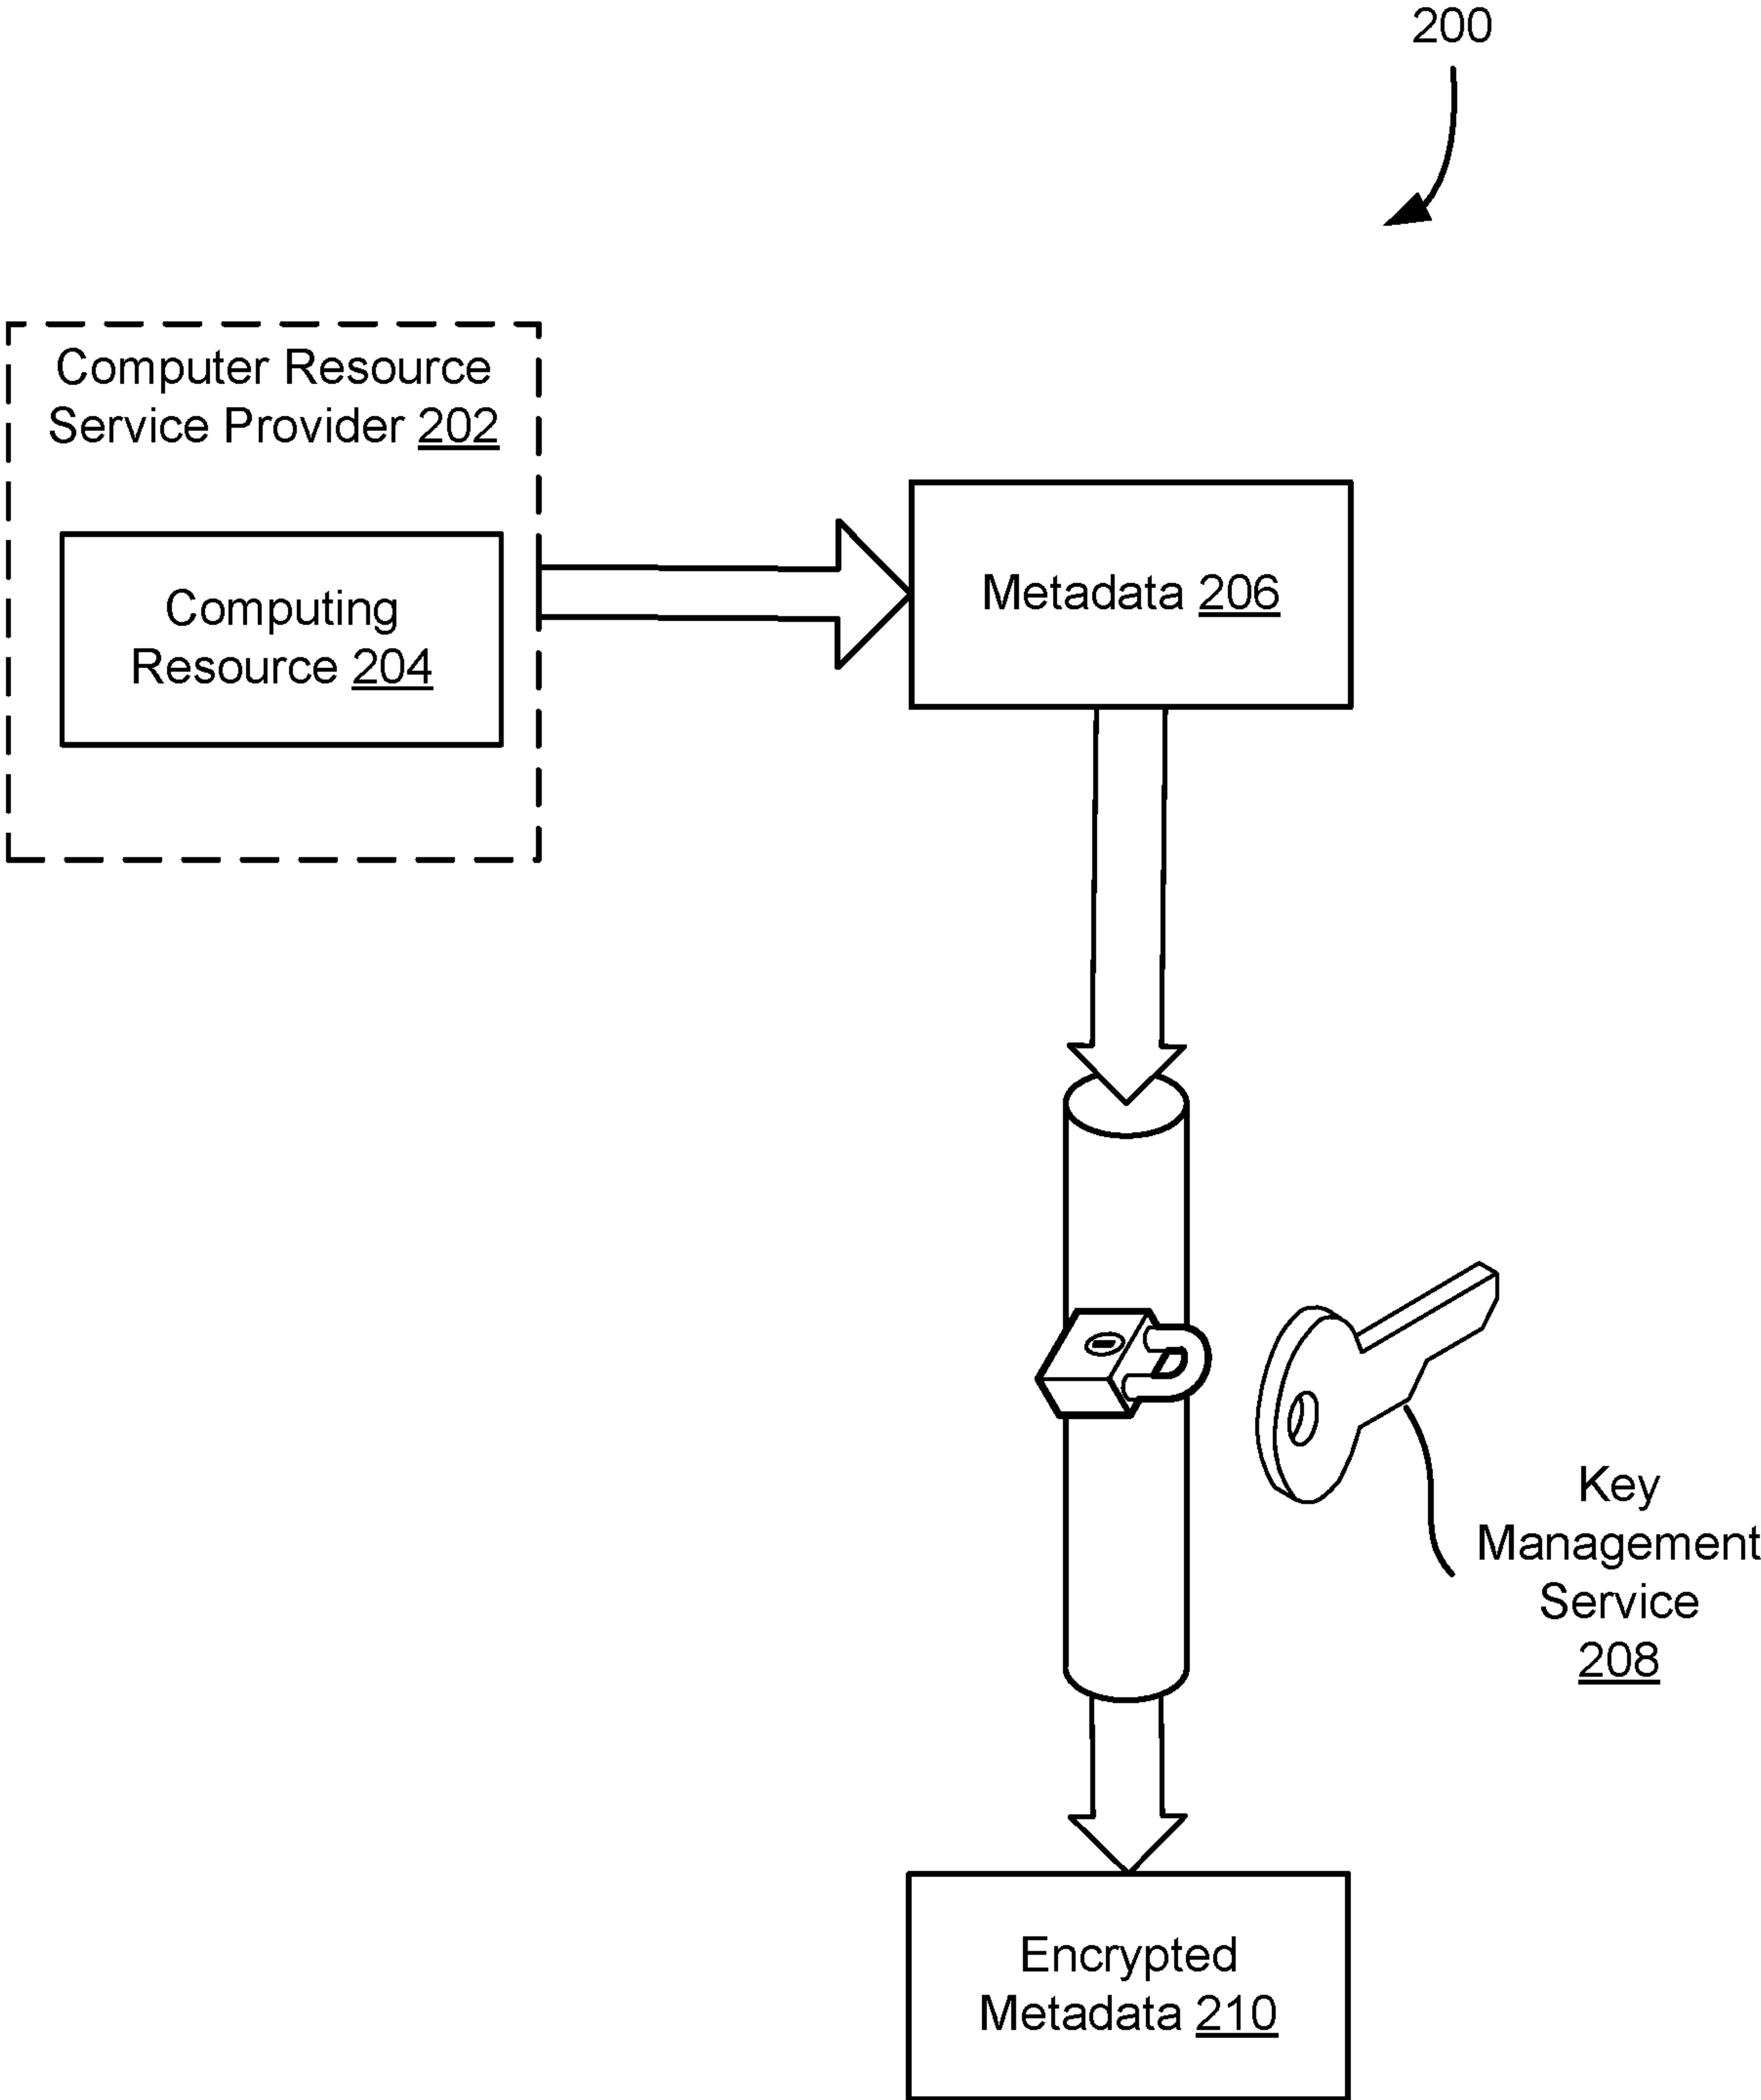 200
Computer Resource
Service Provider 202
Computing
Resource 204
Metadata 206
Key
Management
Service
208
Encrypted
Metadata 210